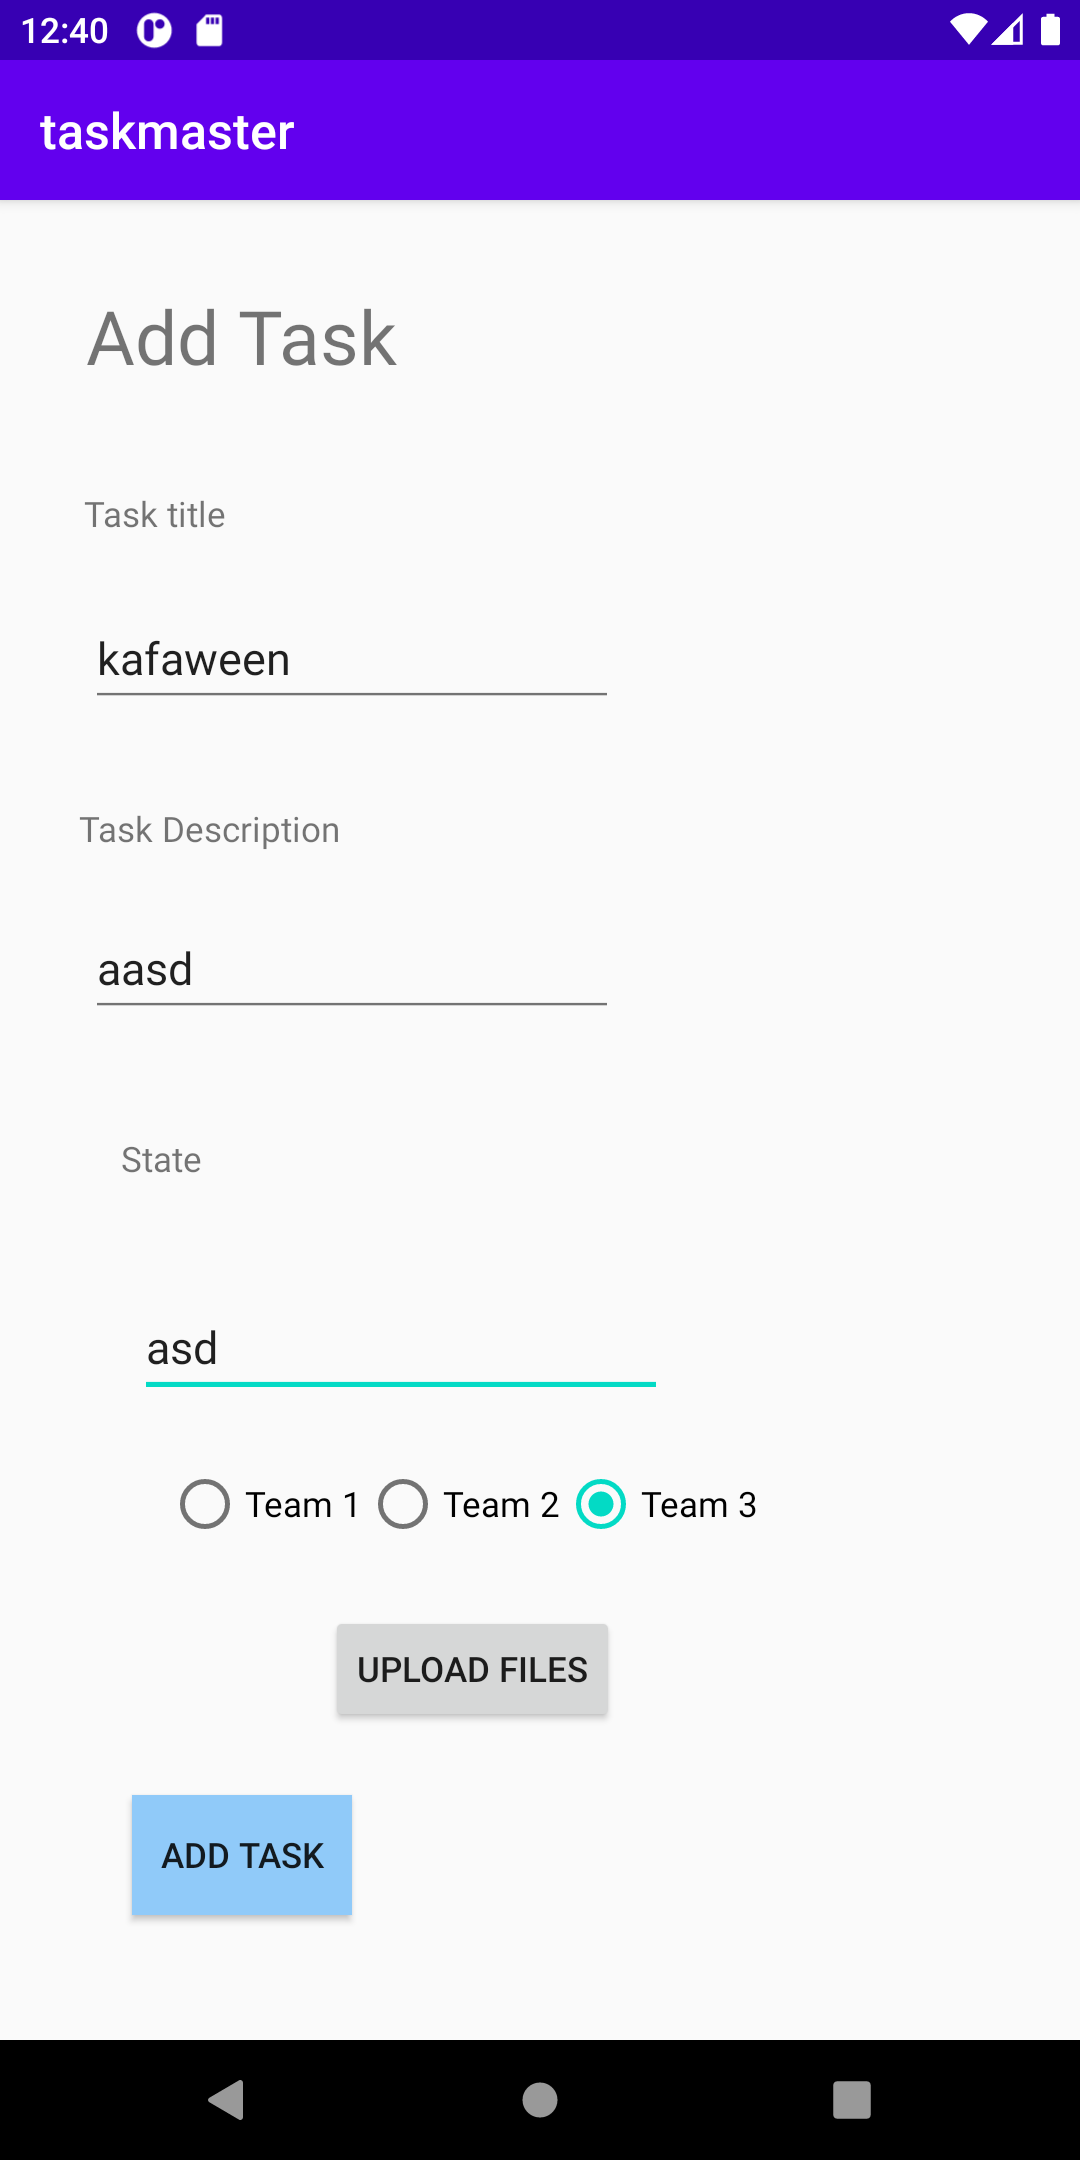 12:40
taskmaster
Add Task
Task title
kafaween
Task Description
aasd
State
asd
Team 1 Team 2 Team 3
UPLOAD FILES
ADD TASK